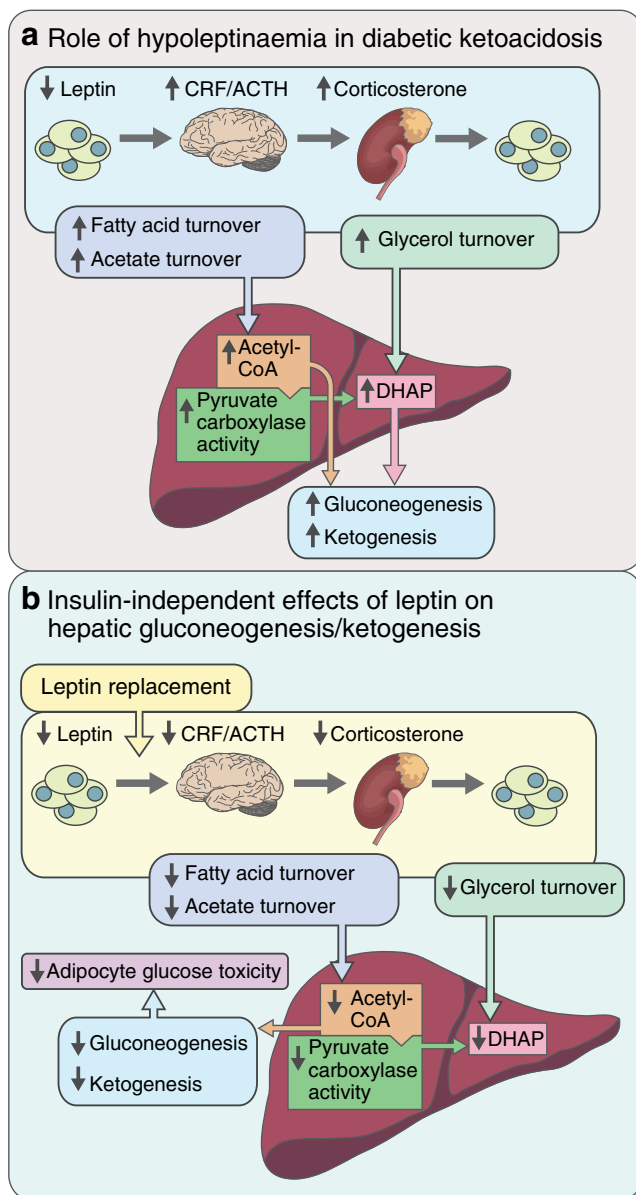 a Role of hypoleptinaemia in diabetic ketoacidosis
↓ Leptin ↑ CRF/ACTH ↑ Corticosterone
↑ Fatty acid turnover
↑ Acetate turnover
↑ Glycerol turnover
↑ Acetyl-
CoA
↑ Pyruvate
carboxylase
activity
↑ DHAP
↑ Gluconeogenesis
↑ Ketogenesis
b Insulin-independent effects of leptin on
hepatic gluconeogenesis/ketogenesis
Leptin replacement
↓ Leptin ↓ CRF/ACTH ↓ Corticosterone
↓ Fatty acid turnover
↓ Acetate turnover
↓ Glycerol turnover
↓ Adipocyte glucose toxicity
↓ Acetyl-
CoA
↓ Gluconeogenesis
↓ Ketogenesis
↓ Pyruvate
carboxylase
activity
↓ DHAP